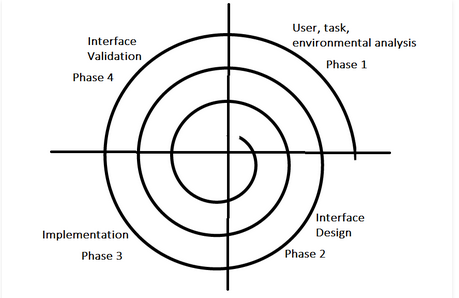 User, task,
environmental analysis
Phase 1
Interface
Design
Phase 2
Implementation
Phase 3
Interface
Validation
Phase 4